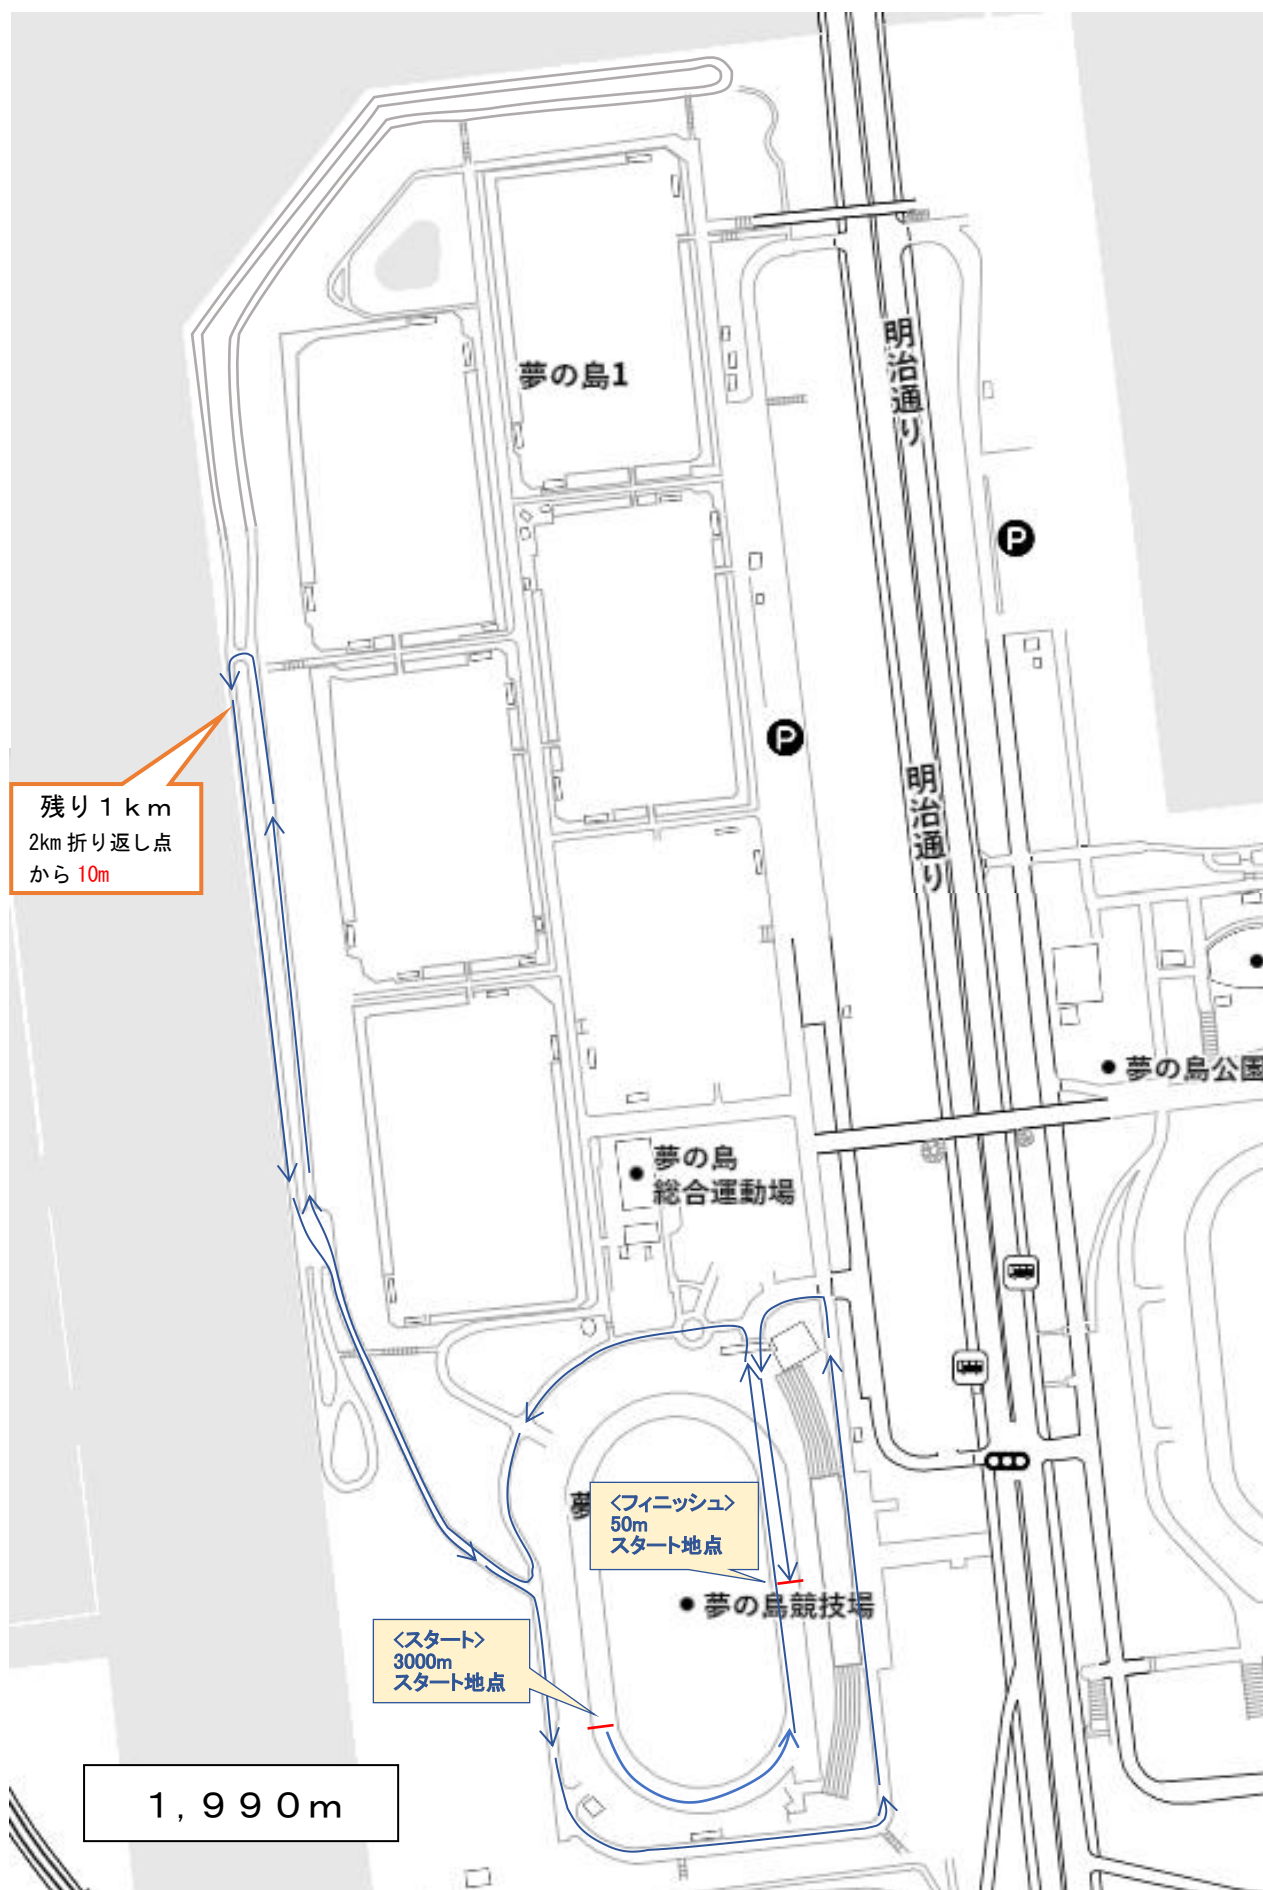 夢の島1
明治通り
P
P
明治通り
残り１ｋｍ
2km 折り返し点
から 10m
夢の島公園
夢の島
総合運動場
<フィニッシュ>
50m
スタート地点
夢
夢の島競技場
<スタート>
3000m
スタート地点
１,９９０ｍ